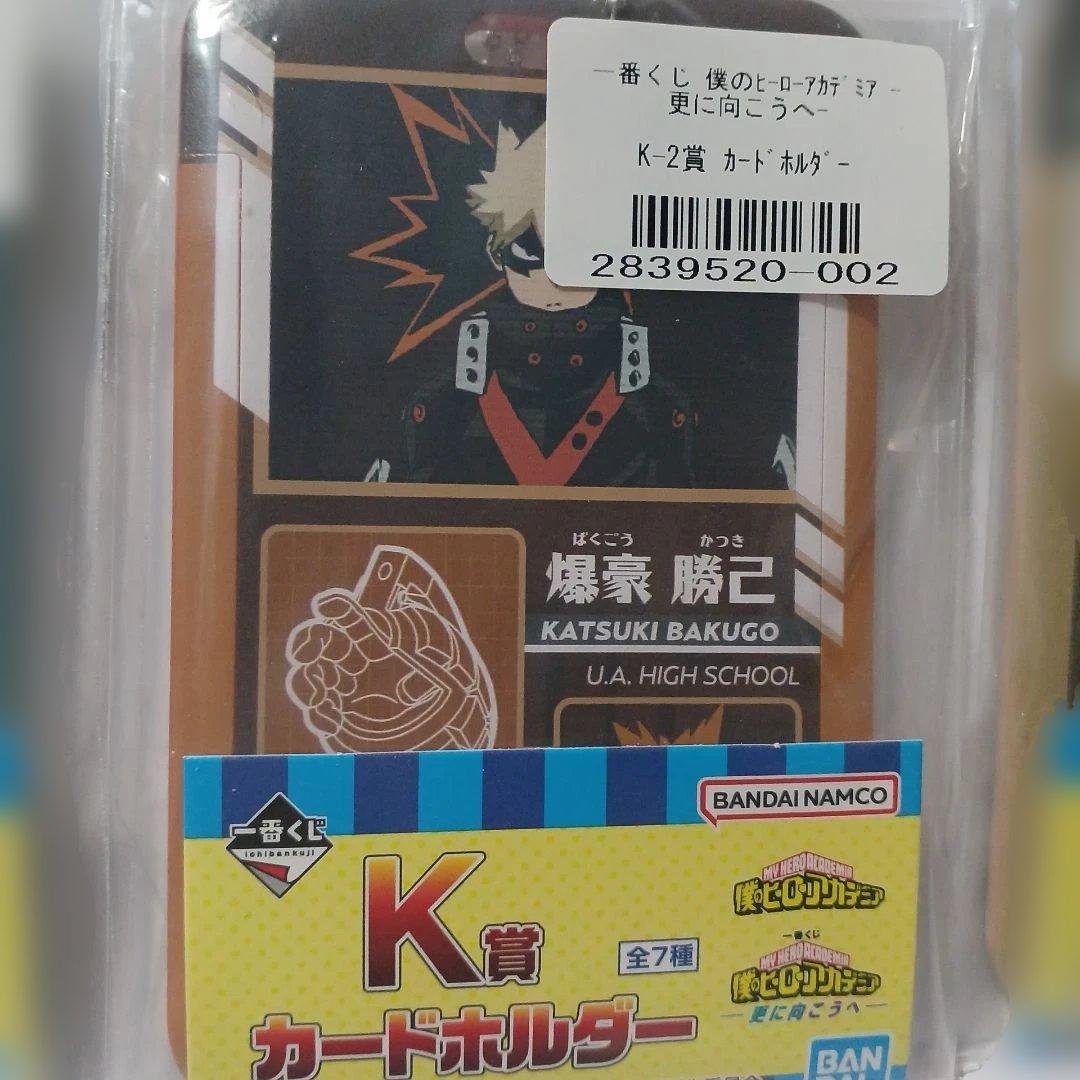 一番くじ 僕のﾋｰﾛｰｱｶﾃﾞﾐｱ -
更に向こうへ-
K-2賞 ｶｰﾄﾞﾎﾙﾀﾞｰ
2839520-002
ばくごう かつき
爆豪 勝己
KATSUKI BAKUGO
U.A. HIGH SCHOOL
BANDAI NAMCO
一番くじ
ichibankuji
K賞
全7種
カードホルダー
MY HERO ACADEMIA
僕のヒーローアカデミア
一番くじ
MY HERO ACADEMIA
僕のヒーローアカデミア
－更に向こうへ－
BAN